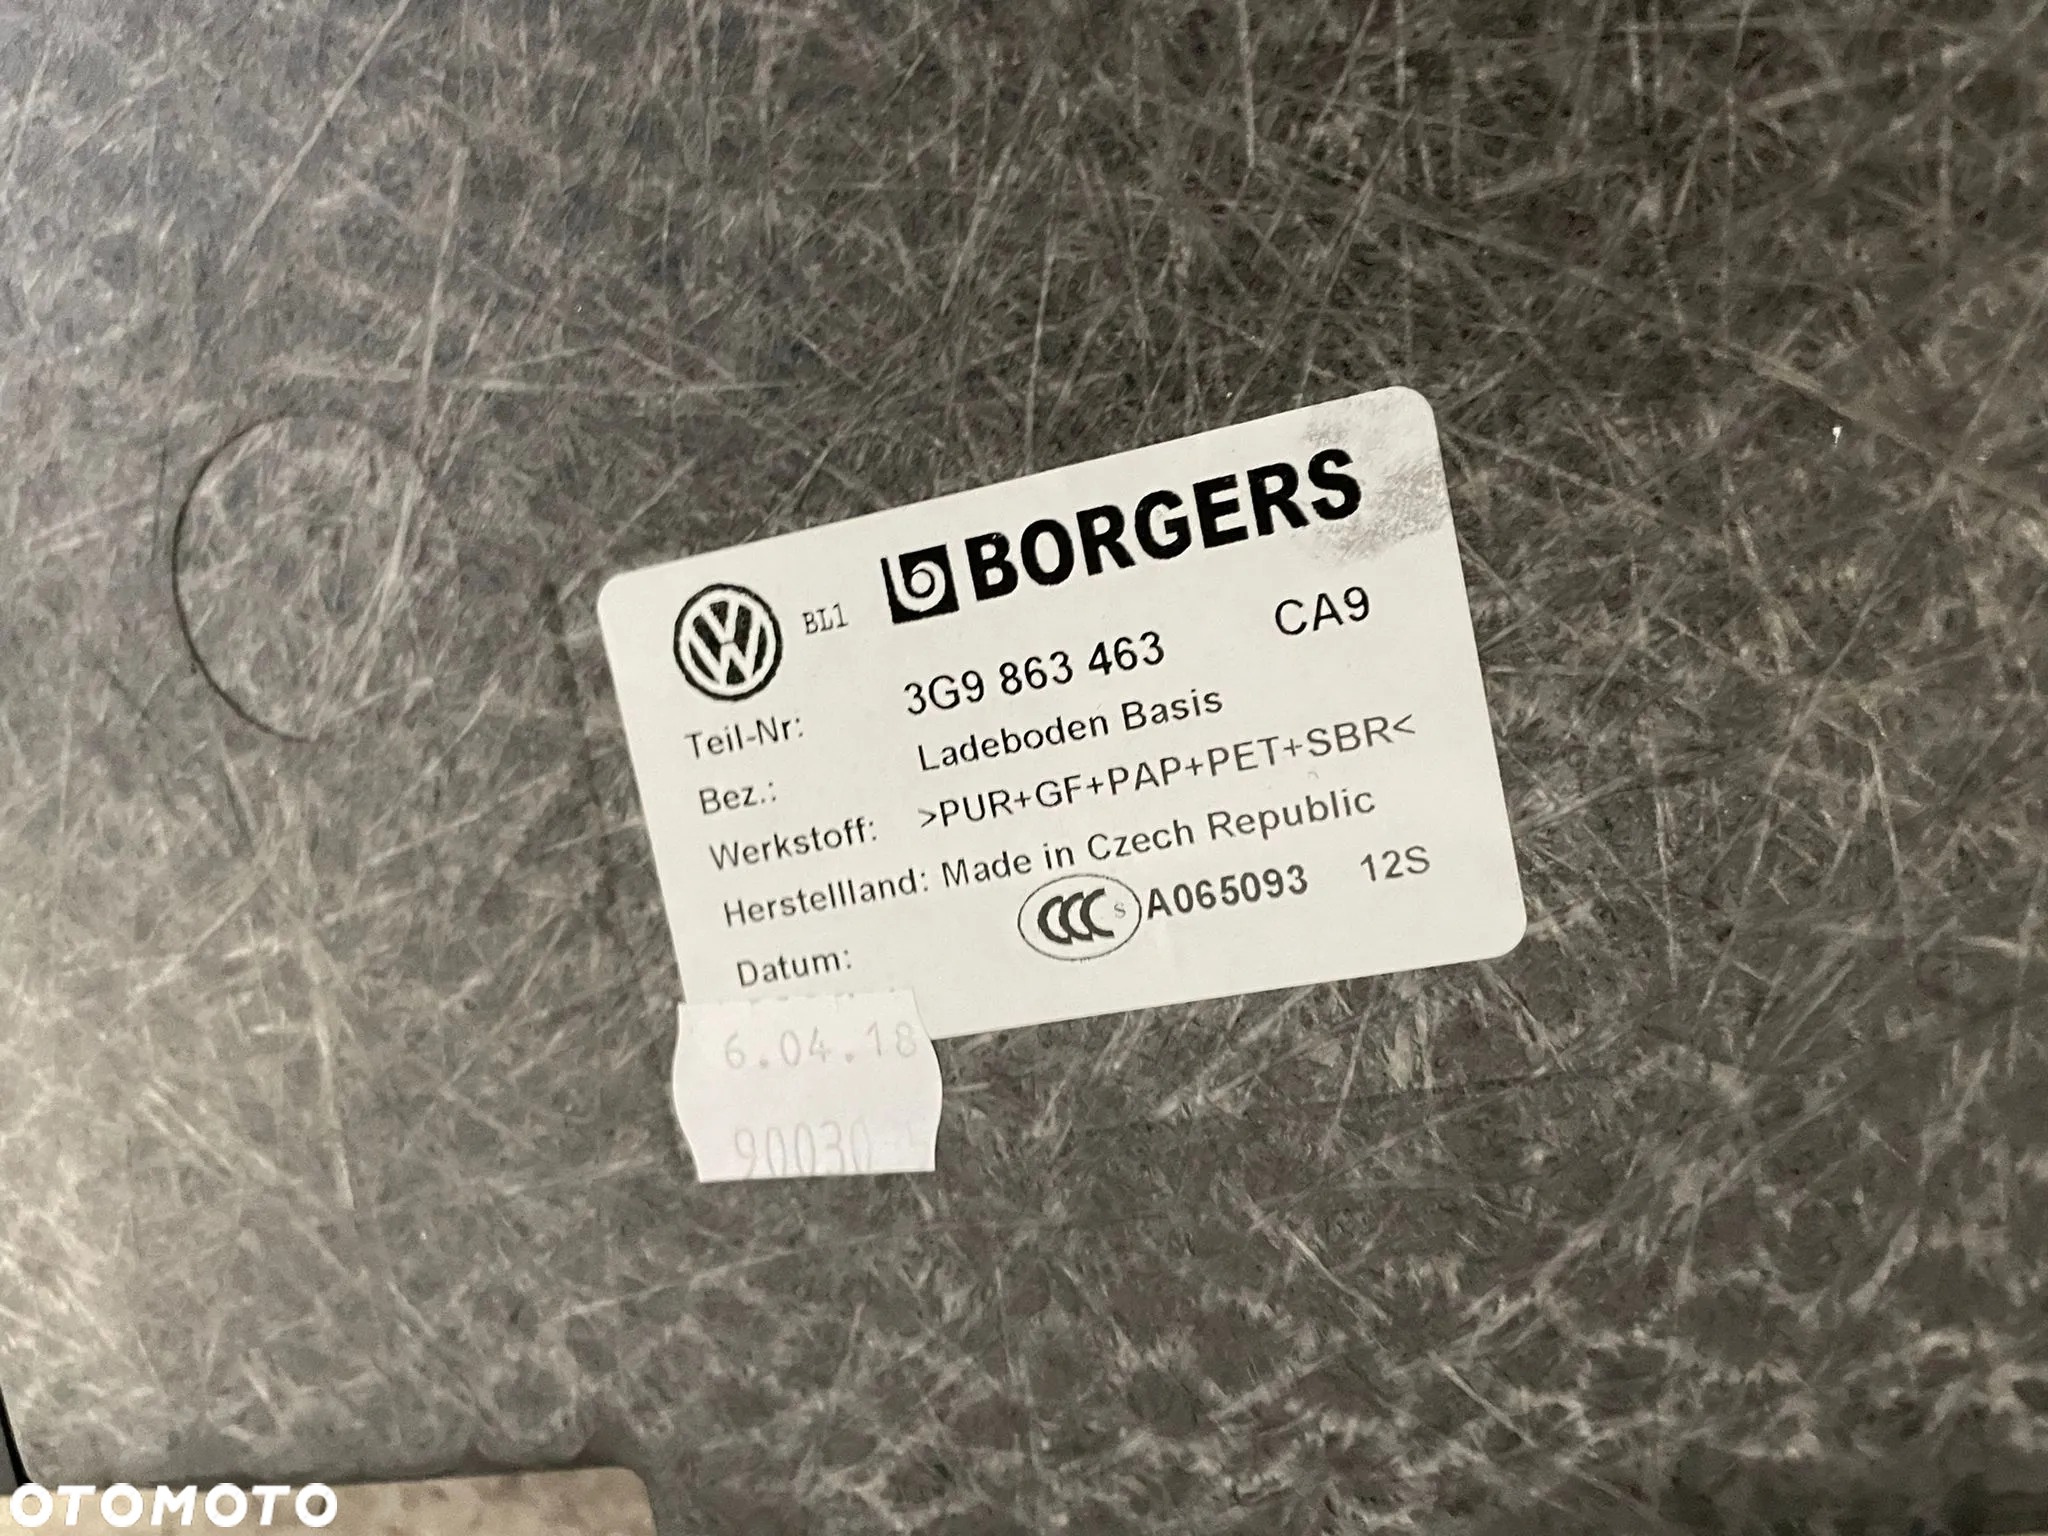 BL1 BORGERS
Teil-Nr: 3G9 863 463 CA9
Bez.: Ladeboden Basis
Werkstoff: >PUR+GF+PAP+PET+SBR<
Herstellland: Made in Czech Republic
Datum: CCC S A065093 12S
6.04.18
90030
OTOMOTO